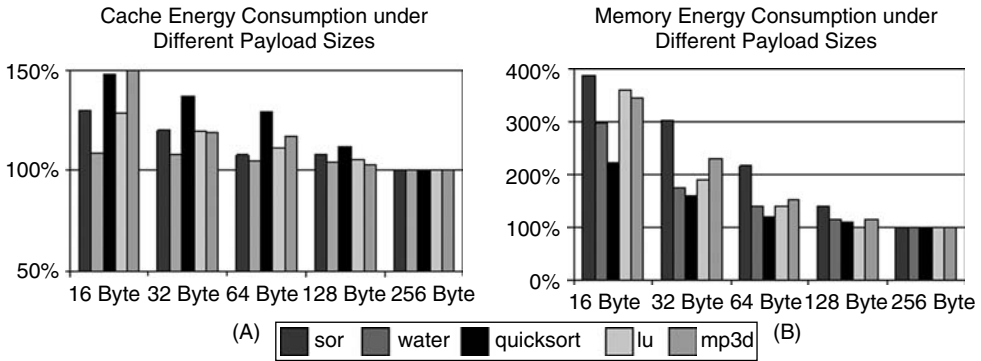 Cache Energy Consumption under
Different Payload Sizes
150%
100%
50%
16 Byte 32 Byte 64 Byte 128 Byte 256 Byte
(A)
Memory Energy Consumption under
Different Payload Sizes
400%
300%
200%
100%
0%
16 Byte 32 Byte 64 Byte 128 Byte 256 Byte
(B)
sor water quicksort lu mp3d